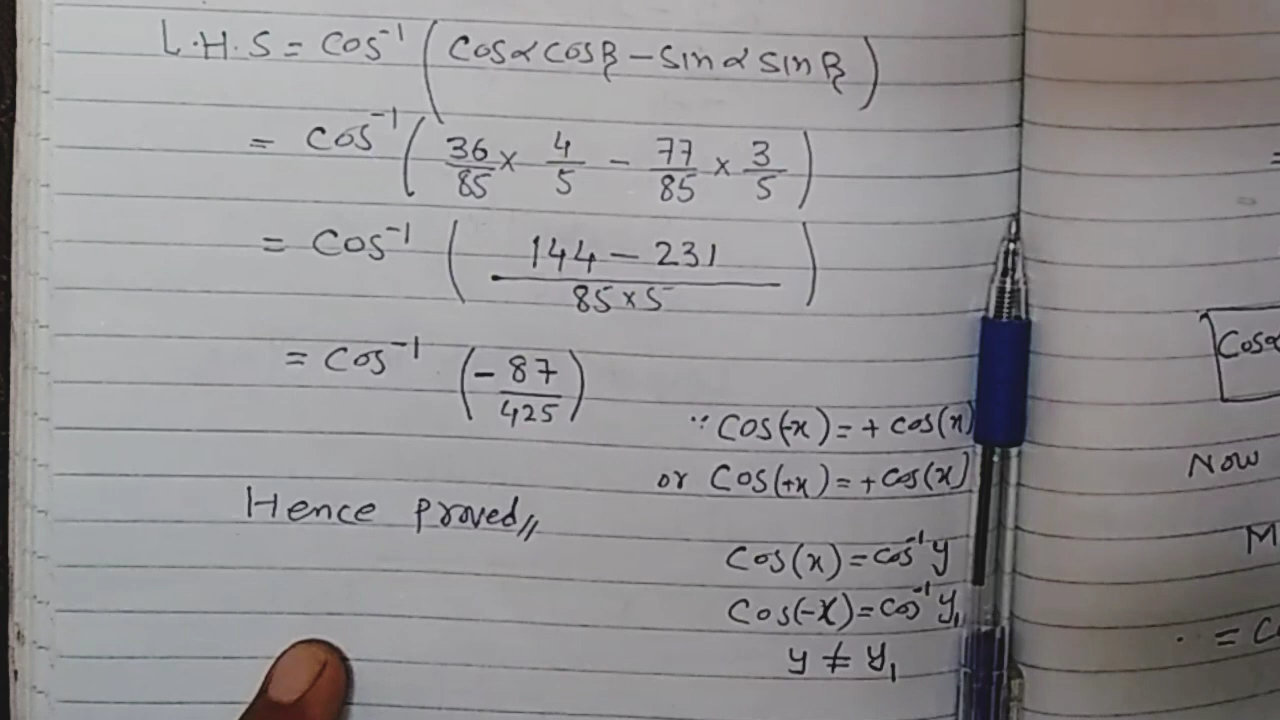 L.H.S = Cos⁻¹ (Cosα Cosβ − Sinα Sinβ)
= Cos⁻¹ (36/85 × 4/5 − 77/85 × 3/5)
= Cos⁻¹ (144 − 231 / 85 × 5)
= Cos⁻¹ (−87/425)
∵ Cos(-x) = + Cos(x)
or Cos(+x) = + Cos(x)
Hence proved,,
Cos(x) = Cos⁻¹ y
Cos(-x) = Cos⁻¹ y₁
y ≠ y₁
=
Cosα
Now
M
. = C